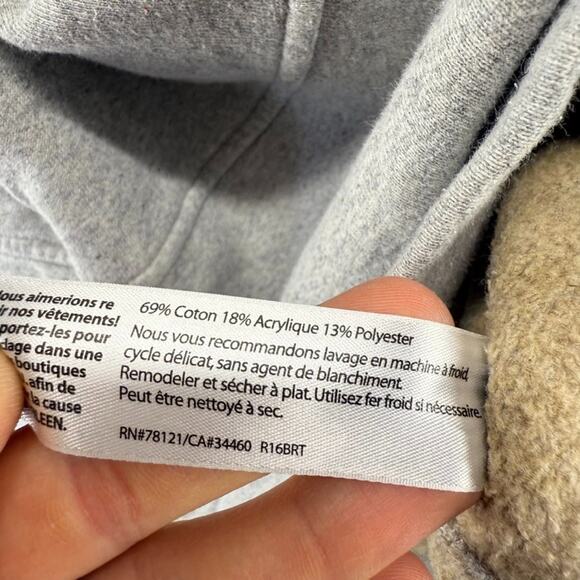 ous aimerions re
ir nos vêtements!
portez-les pour
lage dans une
boutiques
afin de
la cause
LEEN.
69% Coton 18% Acrylique 13% Polyester
Nous vous recommandons lavage en machine à froid,
cycle délicat, sans agent de blanchiment.
Remodeler et sécher à plat. Utilisez fer froid si nécessaire.
Peut être nettoyé à sec.
RN#78121/CA#34460 R16BRT